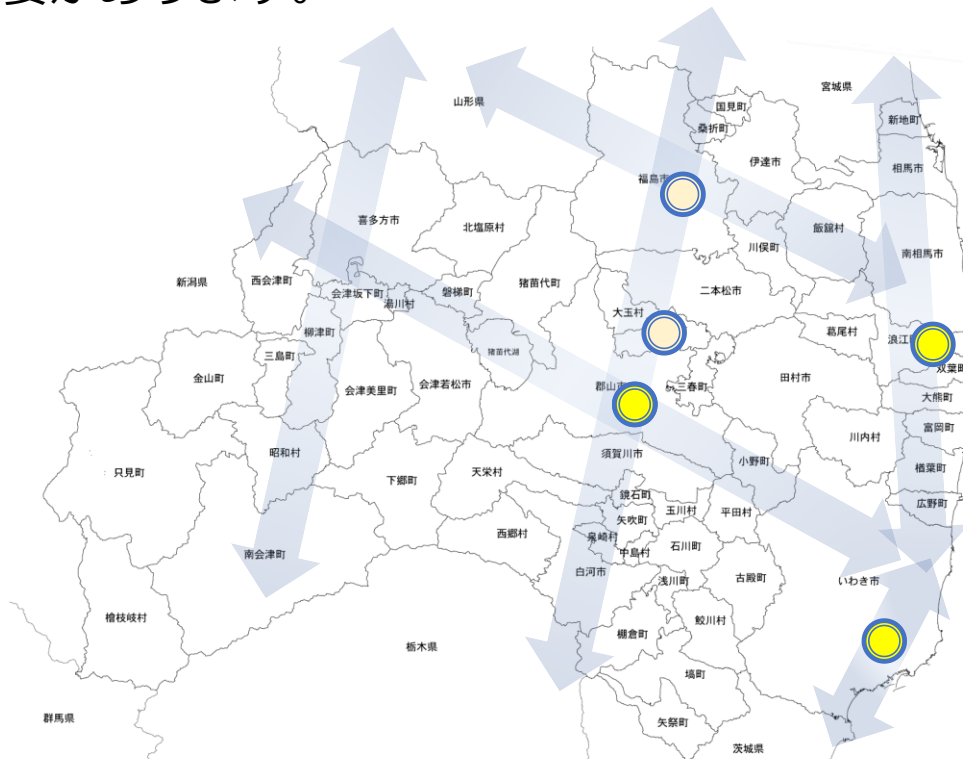 要がありります。
山形県
宮城県
国見町
桑折町
新地町
伊達市
相馬市
福島市
喜多方市
北塩原村
飯舘村
川俣町
南相馬市
新潟県
西会津町
猪苗代町
磐梯町
会津坂下町
湯川村
二本松市
大玉村
柳津町
葛尾村
浪江
三島町
猪苗代湖
双葉町
金山町
会津美里町
会津若松市
郡山市
三春町
田村市
大熊町
富岡町
川内村
昭和村
須賀川市
小野町
楢葉町
只見町
下郷町
天栄村
鏡石町
広野町
玉川村
平田村
矢吹町
西郷村
泉崎村
中島村
石川町
南会津町
白河市
浅川町
古殿町
いわき市
檜枝岐村
鮫川村
棚倉町
栃木県
塙町
群馬県
矢祭町
茨城県